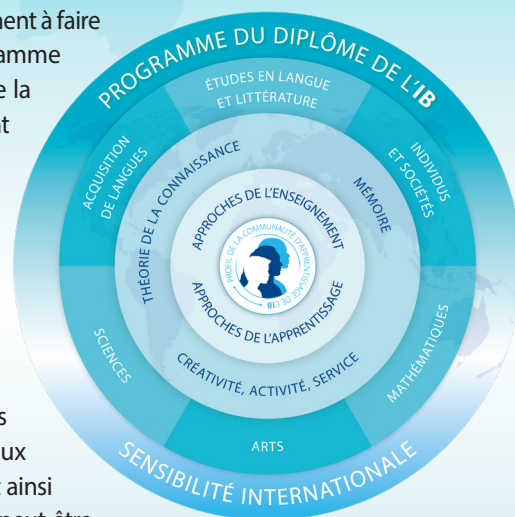 ment à faire
amme
e la
nt
PROGRAMME DU DIPLÔME DE L'IB
ÉTUDES EN LANGUE
ET LITTÉRATURE
ACQUISITION
DE LANGUES
INDIVIDUS
ET SOCIÉTÉS
THÉORIE DE LA CONNAISSANCE
MÉMOIRE
APPROCHES DE L'ENSEIGNEMENT
PROFIL DE LA COMMUNAUTÉ D'APPRENTISSAGE DE L'IB
APPROCHES DE L'APPRENTISSAGE
SCIENCES
MATHÉMATIQUES
CRÉATIVITÉ, ACTIVITÉ, SERVICE
ARTS
SENSIBILITÉ INTERNATIONALE
s
ux
t ainsi
peut être